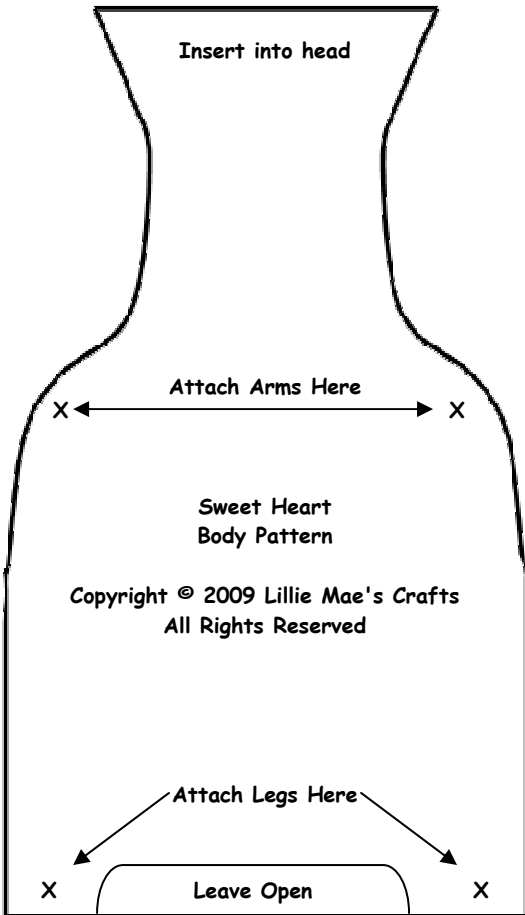 Insert into head
Attach Arms Here
X X
Sweet Heart
Body Pattern
Copyright © 2009 Lillie Mae's Crafts
All Rights Reserved
Attach Legs Here
X Leave Open X